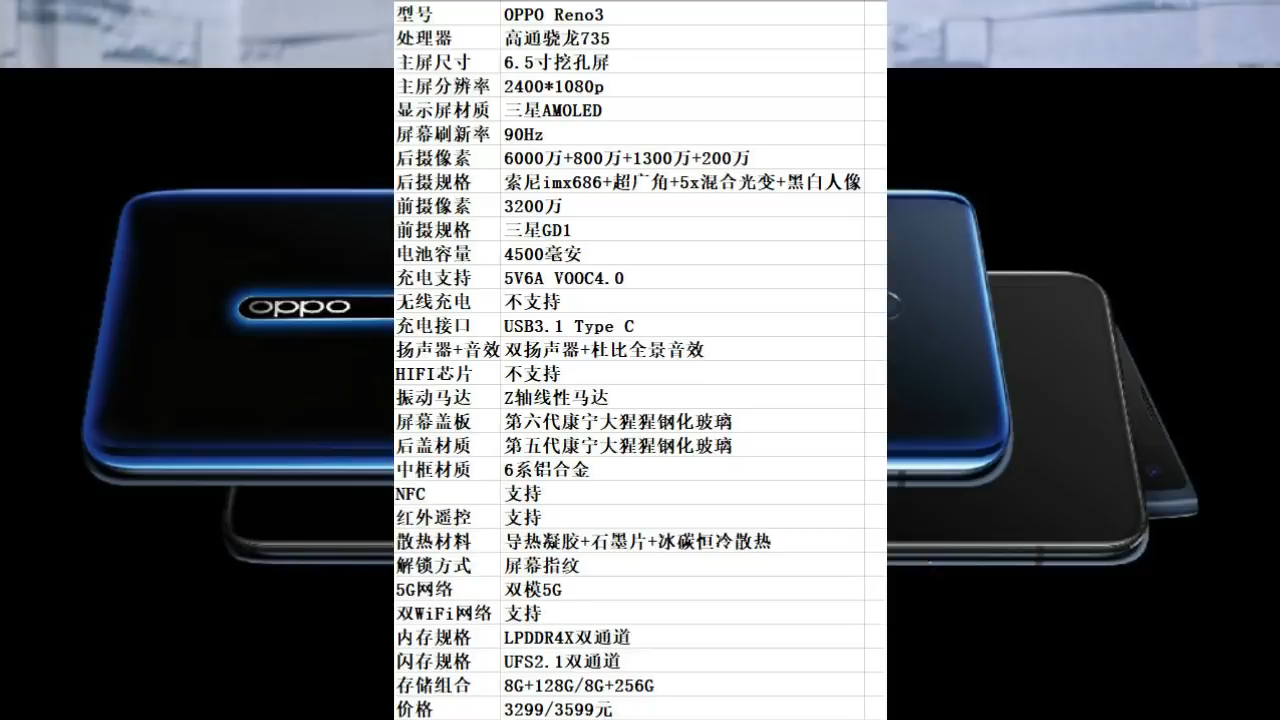 型号 OPPO Reno3
处理器 高通骁龙735
主屏尺寸 6.5寸挖孔屏
主屏分辨率 2400*1080p
显示屏材质 三星AMOLED
屏幕刷新率 90Hz
后摄像素 6000万+800万+1300万+200万
后摄规格 索尼imx686+超广角+5x混合光变+黑白人像
前摄像素 3200万
前摄规格 三星GD1
电池容量 4500毫安
充电支持 5V6A VOOC4.0
无线充电 不支持
充电接口 USB3.1 Type C
扬声器+音效 双扬声器+杜比全景音效
HIFI芯片 不支持
振动马达 Z轴线性马达
屏幕盖板 第六代康宁大猩猩钢化玻璃
后盖材质 第五代康宁大猩猩钢化玻璃
中框材质 6系铝合金
NFC 支持
红外遥控 支持
散热材料 导热凝胶+石墨片+冰碳恒冷散热
解锁方式 屏幕指纹
5G网络 双模5G
双WiFi网络 支持
内存规格 LPDDR4X双通道
闪存规格 UFS2.1双通道
存储组合 8G+128G/8G+256G
价格 3299/3599元
oppo